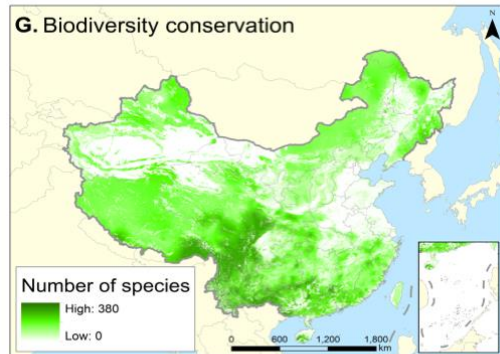 G. Biodiversity conservation
N
Number of species
High: 380
Low: 0
0 600 1,200 1,800
km